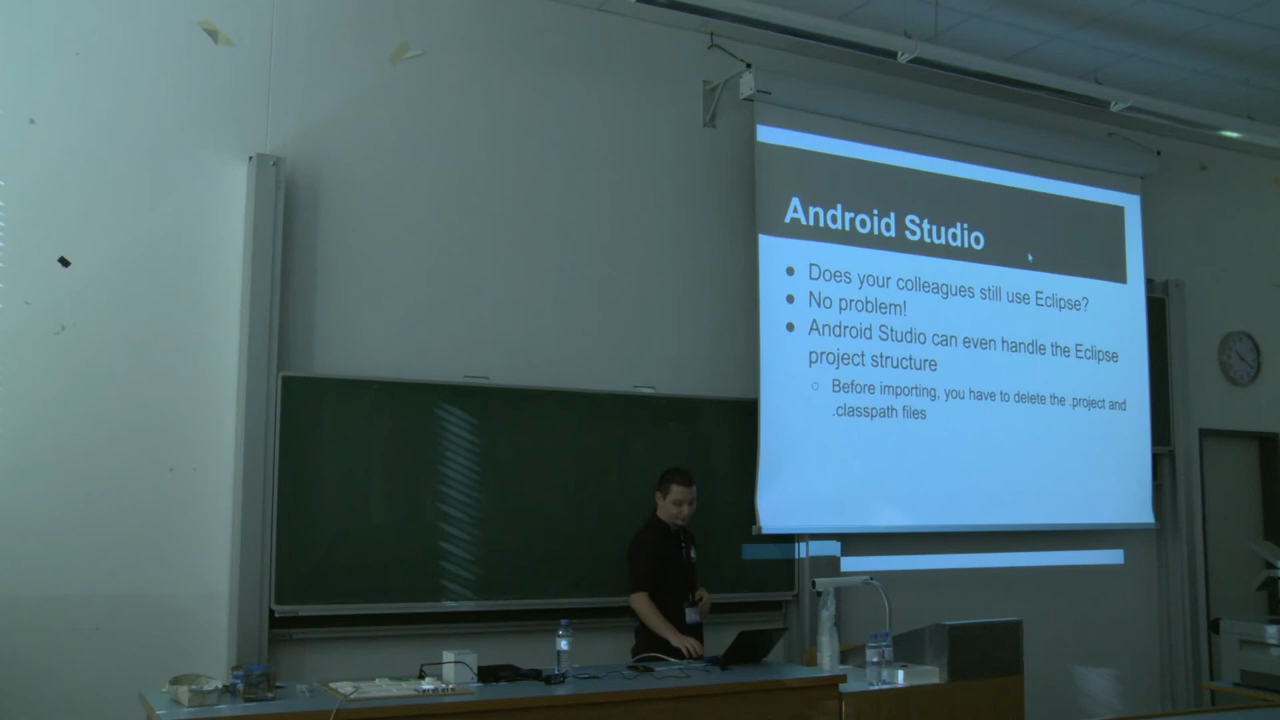 Android Studio
● Does your colleagues still use Eclipse?
● No problem!
● Android Studio can even handle the Eclipse
project structure
○ Before importing, you have to delete the .project and
.classpath files